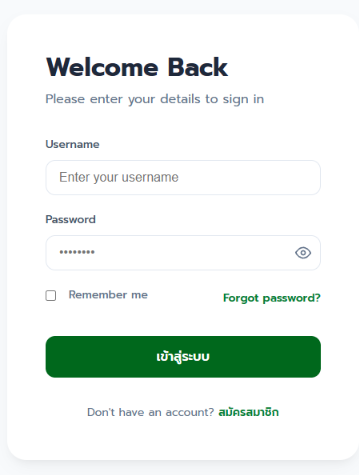 Welcome Back
Please enter your details to sign in
Username
Enter your username
Password
••••••••
Remember me
Forgot password?
เข้าสู่ระบบ
Don't have an account? สมัครสมาชิก